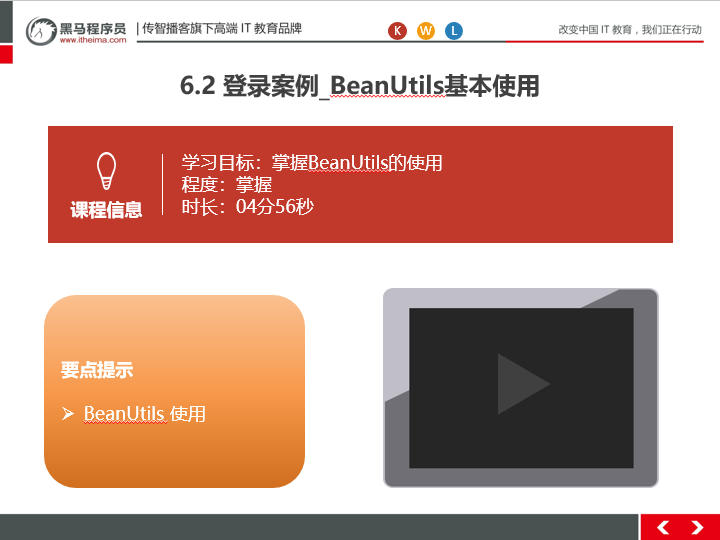 黑马程序员
www.itheima.com
传智播客旗下高端 IT 教育品牌
K W L
改变中国 IT 教育，我们正在行动
6.2 登录案例_BeanUtils基本使用
课程信息
学习目标：掌握BeanUtils的使用
程度：掌握
时长：04分56秒
要点提示
BeanUtils 使用